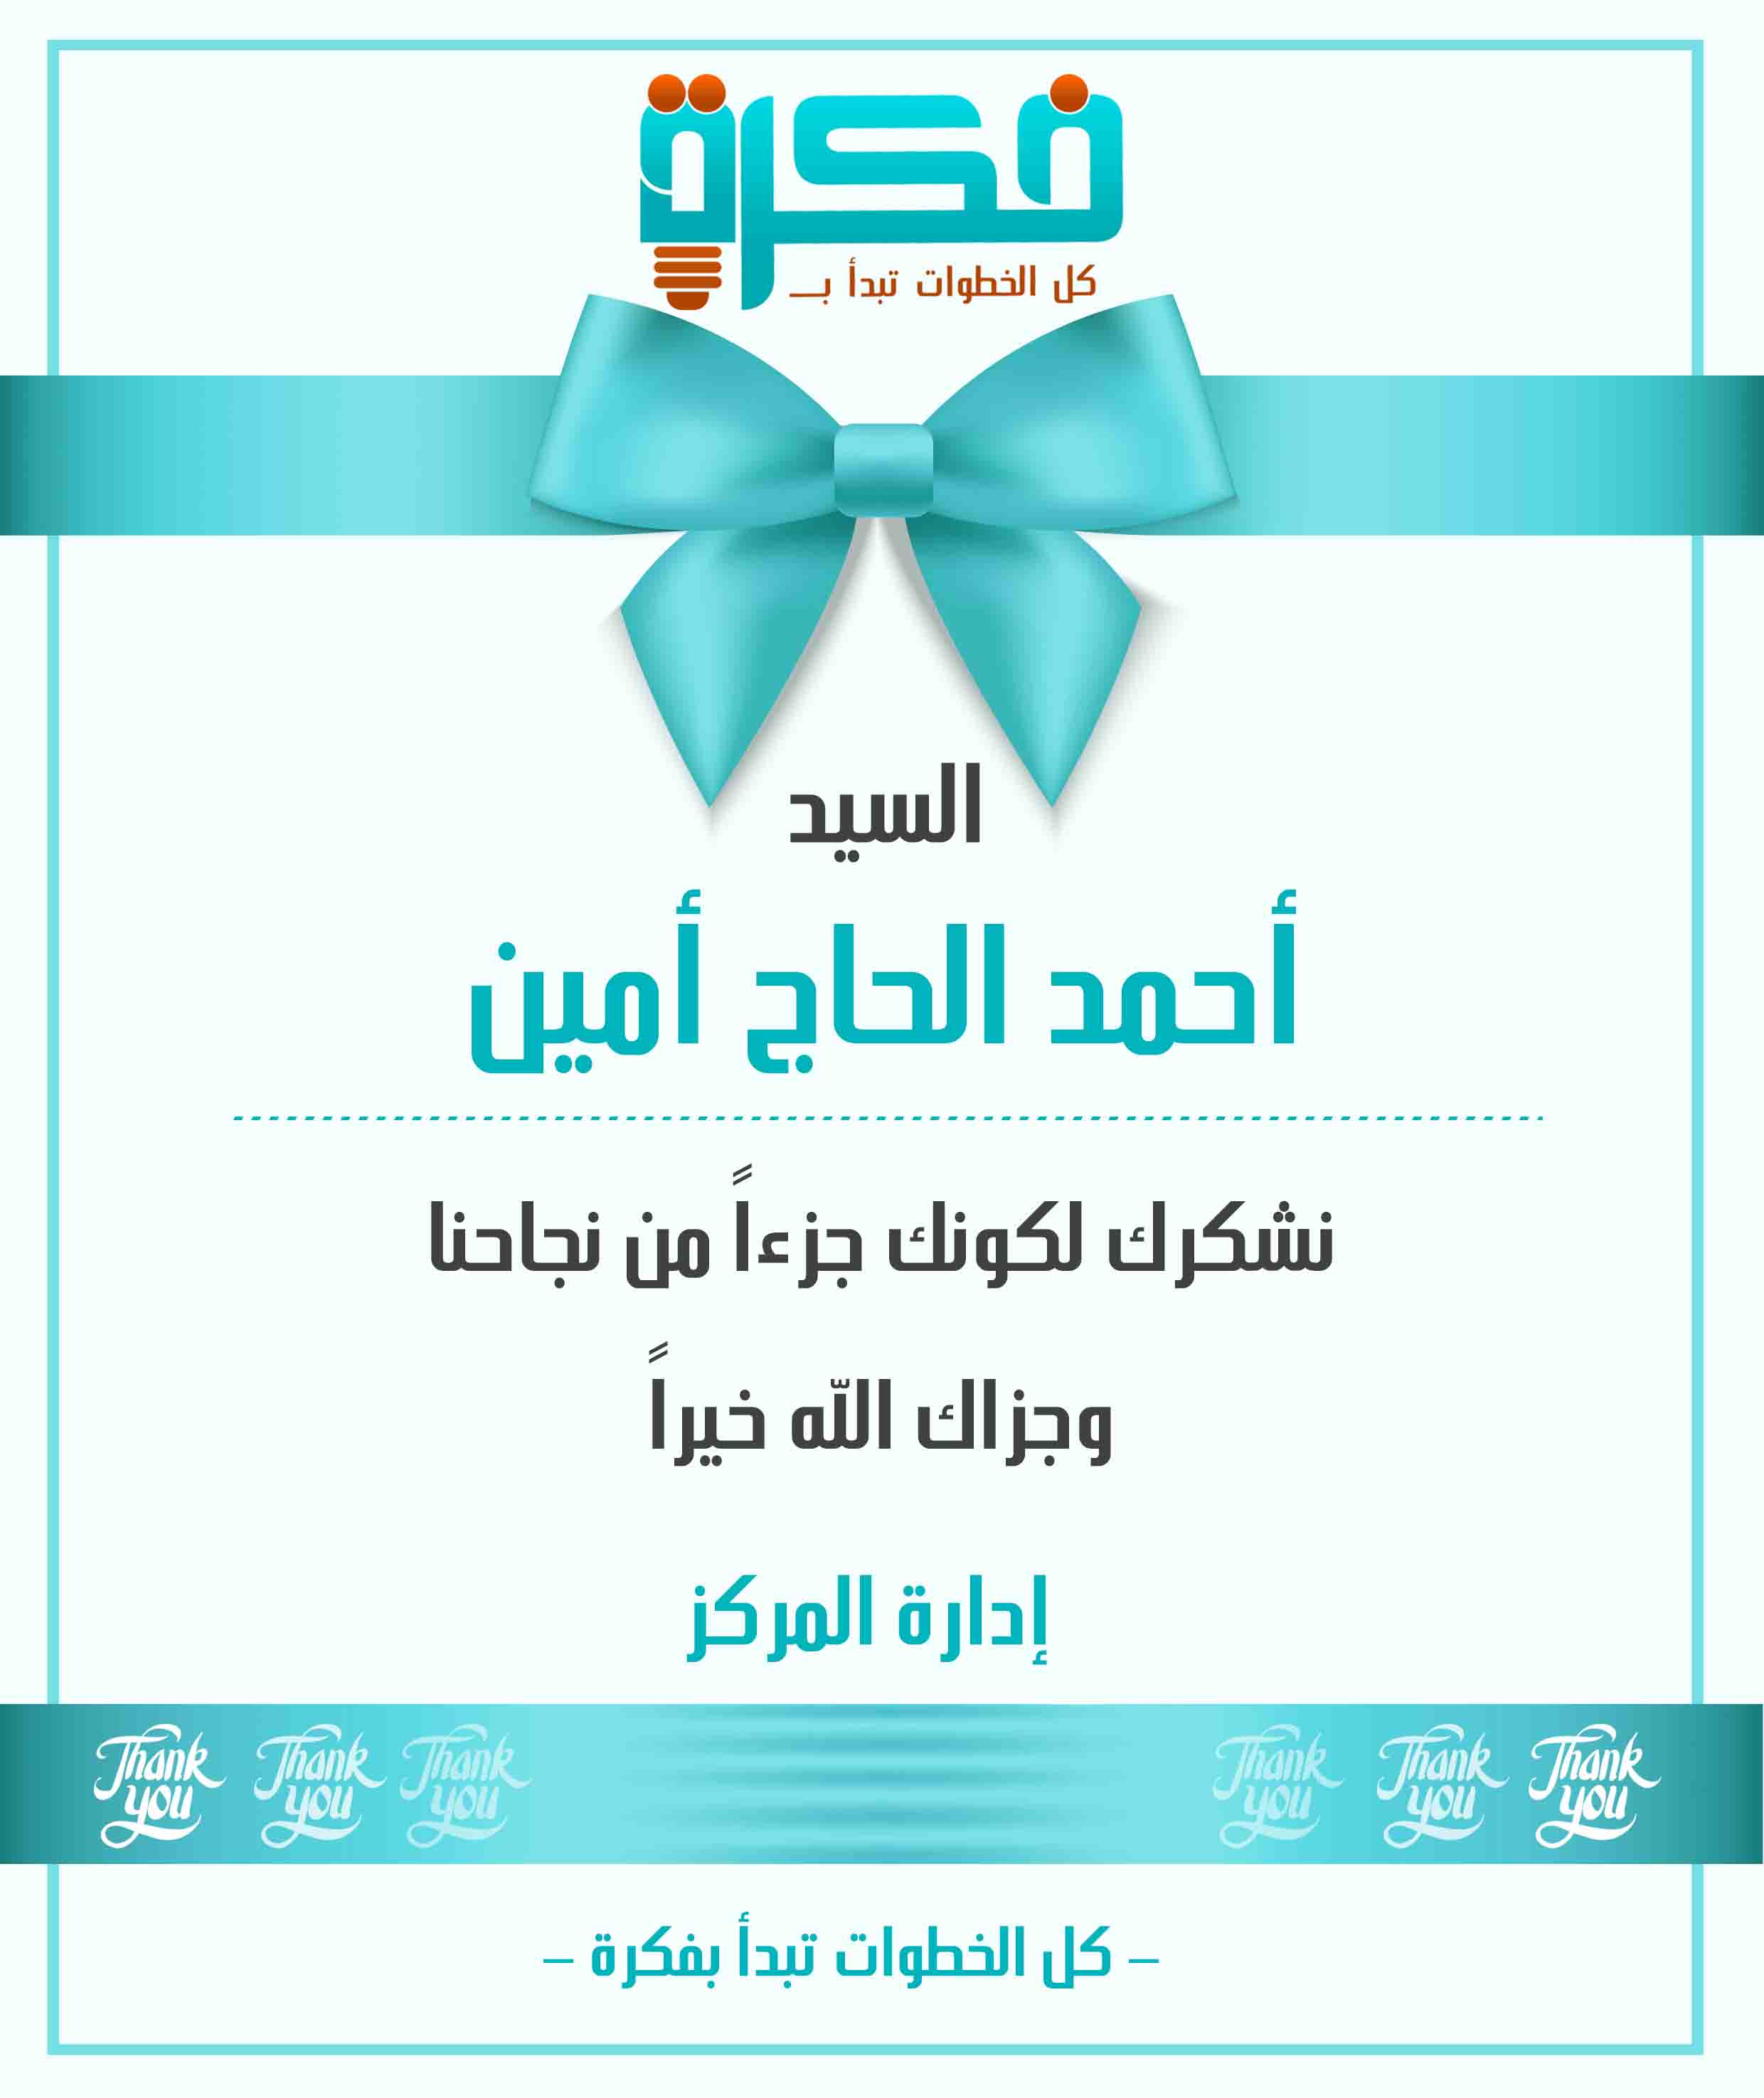 فكرة
كل الخطوات تبدأ بـ
السيد
أحمد الحاج أمين
نشكرك لكونك جزءاً من نجاحنا
وجزاك الله خيراً
إدارة المركز
Thank you Thank you Thank you Thank you Thank you Thank you
– كل الخطوات تبدأ بفكرة –